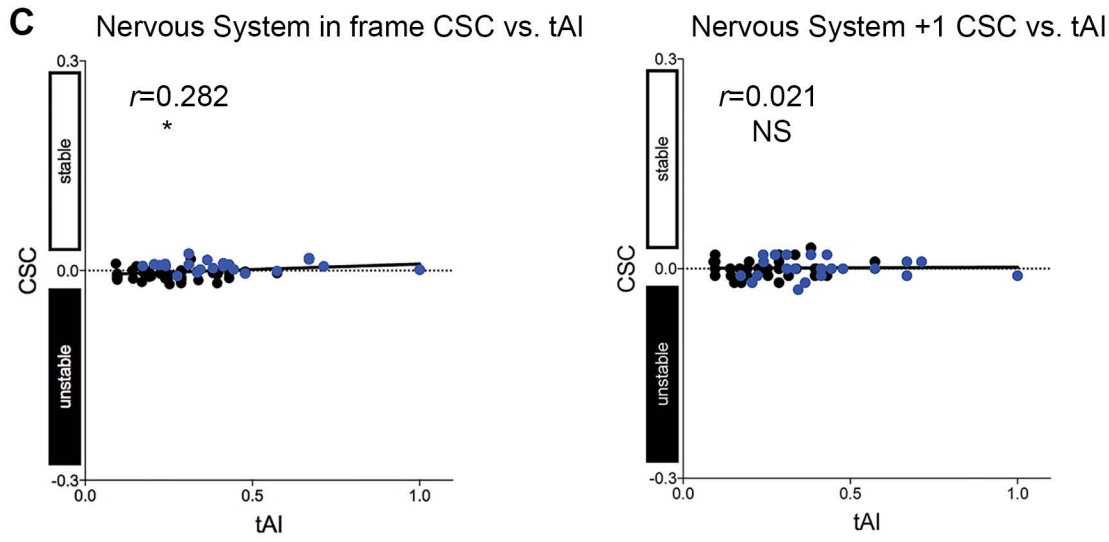 C
Nervous System in frame CSC vs. tAI
0.3
r=0.282
*
stable
CSC
0.0
unstable
-0.3
0.0
0.5
1.0
tAI
Nervous System +1 CSC vs. tAI
0.3
r=0.021
NS
stable
CSC
0.0
unstable
-0.3
0.0
0.5
1.0
tAI